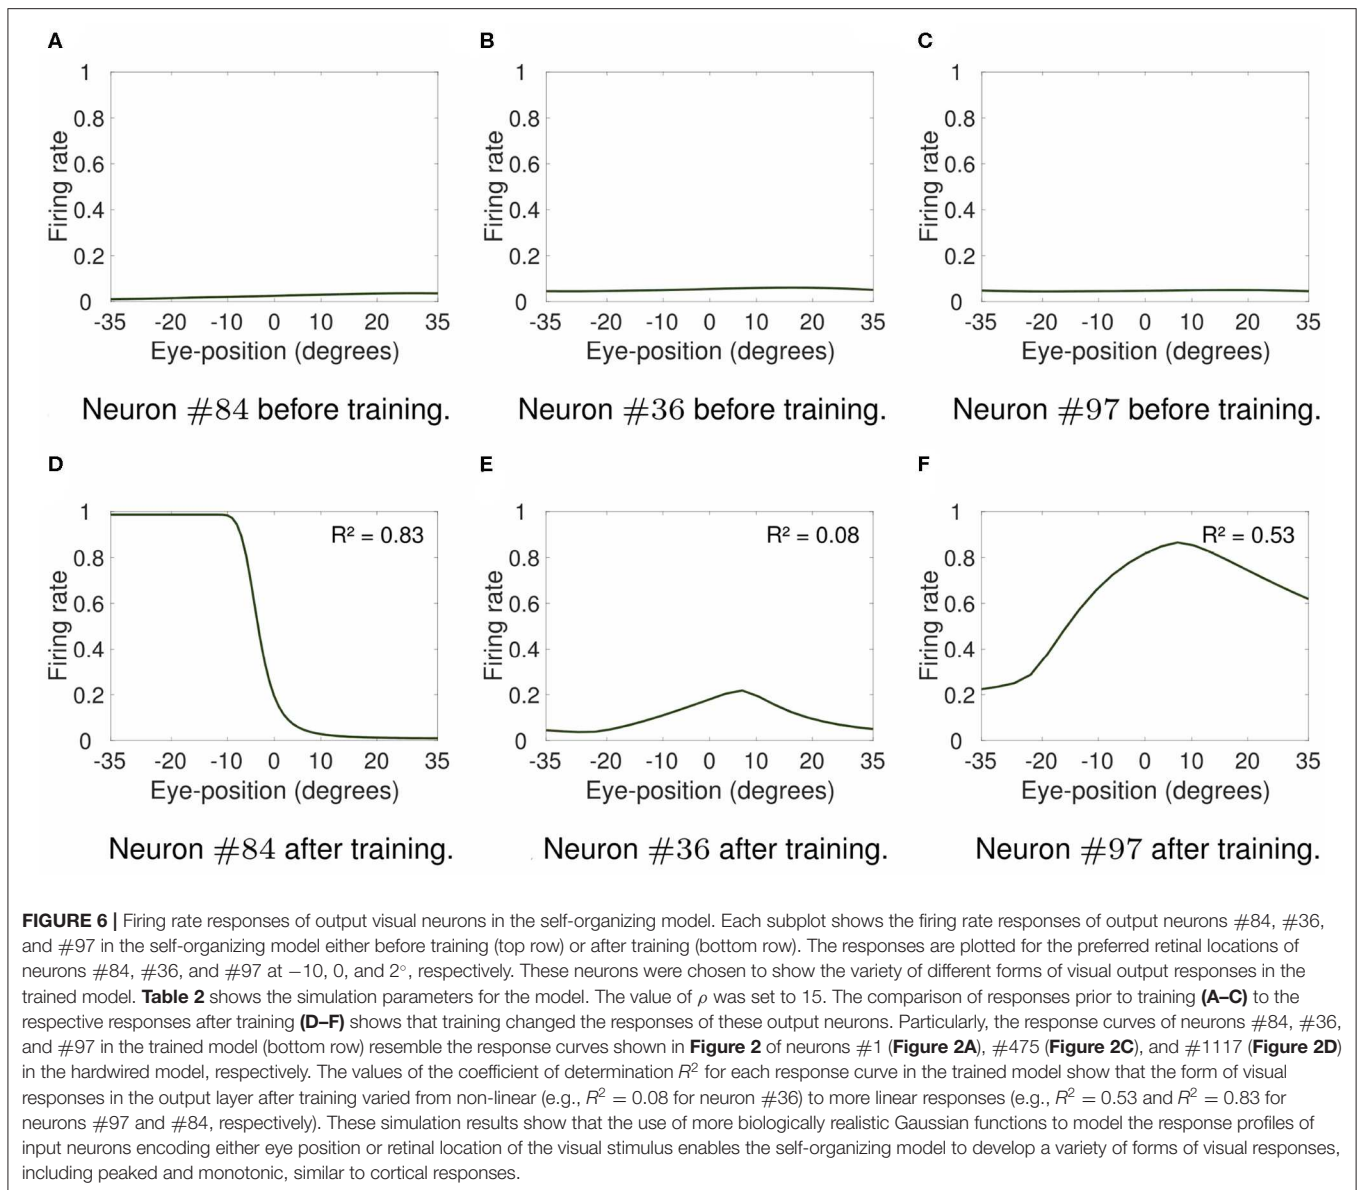 A
B
C
1
0.8
0.6
0.4
0.2
0
Firing rate
-35 -20 -10 0 10 20 35
Eye-position (degrees)
Neuron #84 before training.
1
0.8
0.6
0.4
0.2
0
Firing rate
-35 -20 -10 0 10 20 35
Eye-position (degrees)
Neuron #36 before training.
1
0.8
0.6
0.4
0.2
0
Firing rate
-35 -20 -10 0 10 20 35
Eye-position (degrees)
Neuron #97 before training.
D
E
F
1
0.8
0.6
0.4
0.2
0
R² = 0.83
Firing rate
-35 -20 -10 0 10 20 35
Eye-position (degrees)
Neuron #84 after training.
1
0.8
0.6
0.4
0.2
0
R² = 0.08
Firing rate
-35 -20 -10 0 10 20 35
Eye-position (degrees)
Neuron #36 after training.
1
0.8
0.6
0.4
0.2
0
R² = 0.53
Firing rate
-35 -20 -10 0 10 20 35
Eye-position (degrees)
Neuron #97 after training.
FIGURE 6 | Firing rate responses of output visual neurons in the self-organizing model. Each subplot shows the firing rate responses of output neurons #84, #36,
and #97 in the self-organizing model either before training (top row) or after training (bottom row). The responses are plotted for the preferred retinal locations of
neurons #84, #36, and #97 at −10, 0, and 2°, respectively. These neurons were chosen to show the variety of different forms of visual output responses in the
trained model. Table 2 shows the simulation parameters for the model. The value of ρ was set to 15. The comparison of responses prior to training (A–C) to the
respective responses after training (D–F) shows that training changed the responses of these output neurons. Particularly, the response curves of neurons #84, #36,
and #97 in the trained model (bottom row) resemble the response curves shown in Figure 2 of neurons #1 (Figure 2A), #475 (Figure 2C), and #1117 (Figure 2D)
in the hardwired model, respectively. The values of the coefficient of determination R² for each response curve in the trained model show that the form of visual
responses in the output layer after training varied from non-linear (e.g., R² = 0.08 for neuron #36) to more linear responses (e.g., R² = 0.53 and R² = 0.83 for
neurons #97 and #84, respectively). These simulation results show that the use of more biologically realistic Gaussian functions to model the response profiles of
input neurons encoding either eye position or retinal location of the visual stimulus enables the self-organizing model to develop a variety of forms of visual responses,
including peaked and monotonic, similar to cortical responses.